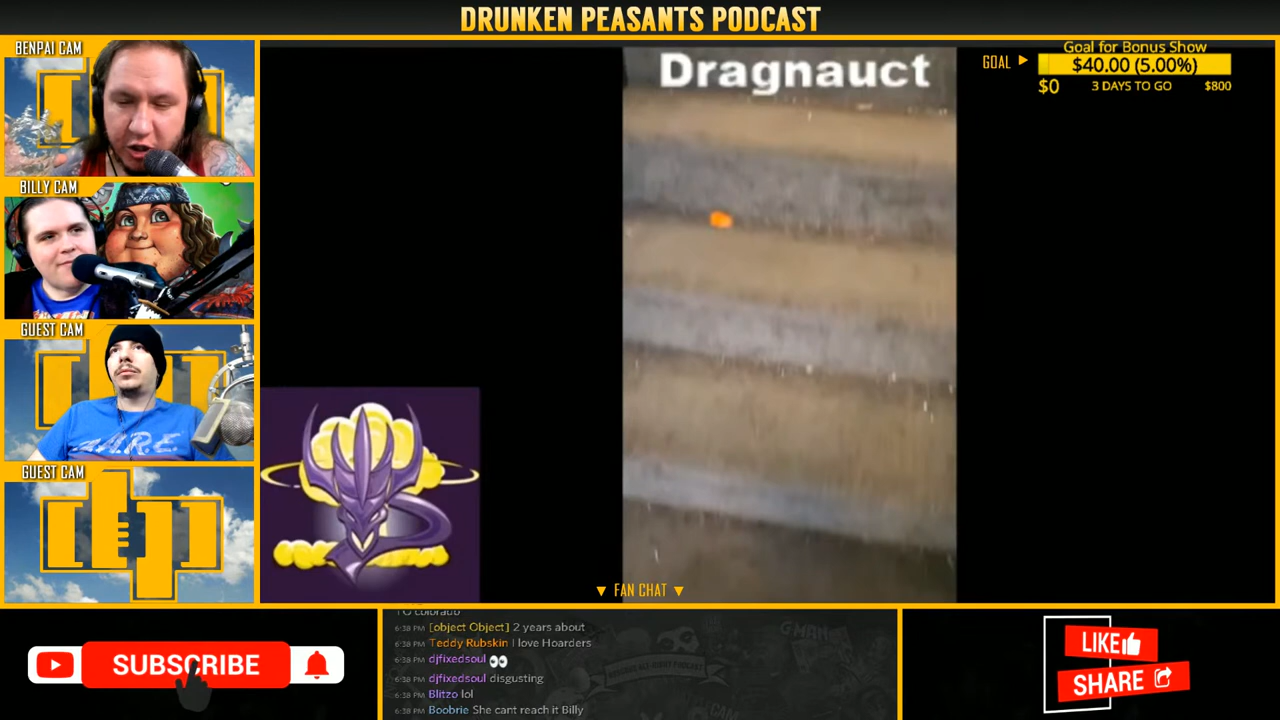 DRUNKEN PEASANTS PODCAST
BENPAI CAM
BILLY CAM
GUEST CAM
D.A.R.E.
GUEST CAM
Dragnauct
GOAL ▶
Goal for Bonus Show
$40.00 (5.00%)
$0 3 DAYS TO GO $800
▼ FAN CHAT ▼
TO colorado
6:38 PM [object Object] 2 years about
6:38 PM Teddy Rubskin I love Hoarders
6:38 PM djfixedsoul 👀
6:38 PM djfixedsoul disgusting
6:38 PM Blitzo lol
6:38 PM Boobrie She cant reach it Billy
SUBSCRIBE
LIKE
SHARE